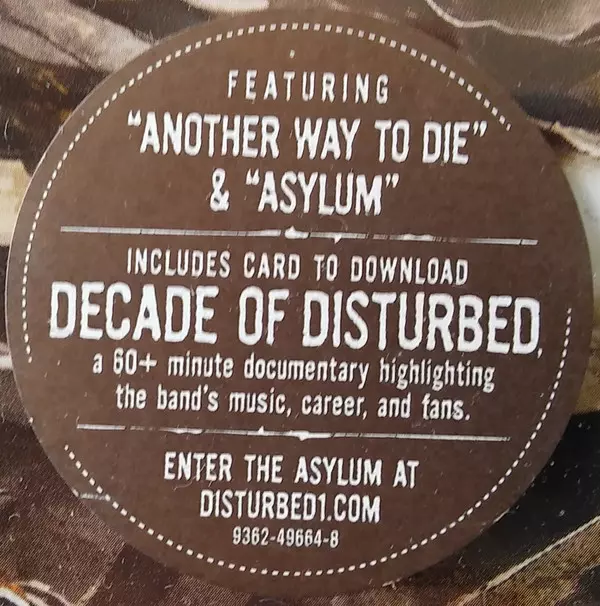 FEATURING
"ANOTHER WAY TO DIE"
& "ASYLUM"
INCLUDES CARD TO DOWNLOAD
DECADE OF DISTURBED,
a 60+ minute documentary highlighting
the band's music, career, and fans.
ENTER THE ASYLUM AT
DISTURBED1.COM
9362-49664-8